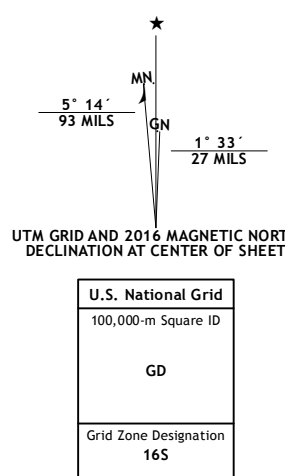 MN
GN
5° 14´
93 MILS
1° 33´
27 MILS
UTM GRID AND 2016 MAGNETIC NORT
DECLINATION AT CENTER OF SHEET
U.S. National Grid
100,000-m Square ID
GD
Grid Zone Designation
16S